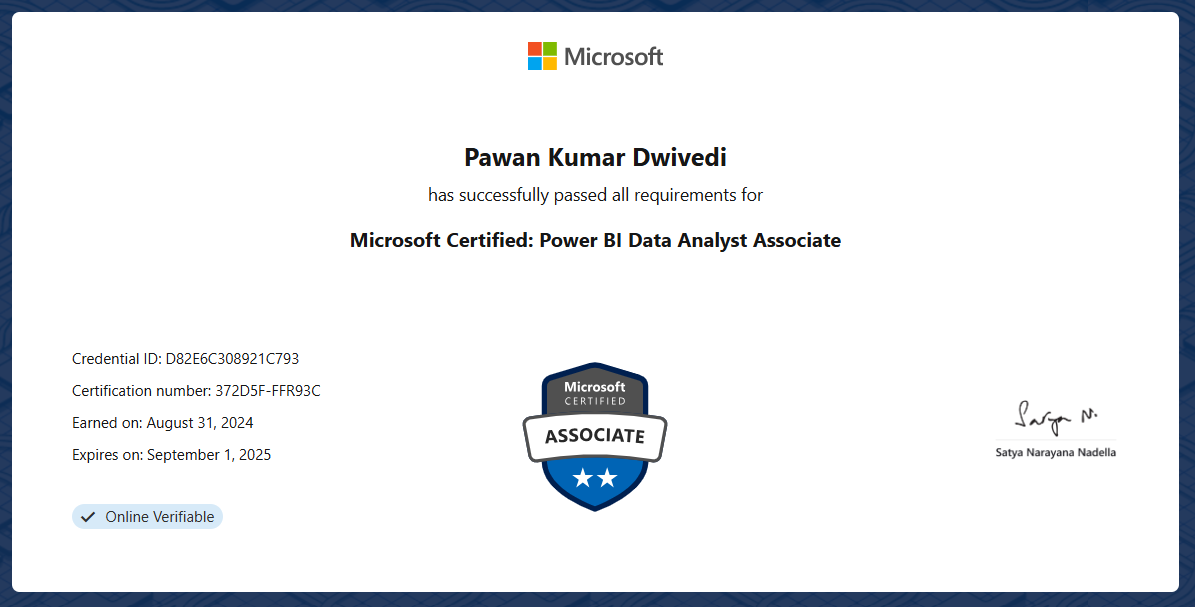 Microsoft
Pawan Kumar Dwivedi
has successfully passed all requirements for
Microsoft Certified: Power BI Data Analyst Associate
Credential ID: D82E6C308921C793
Certification number: 372D5F-FFR93C
Earned on: August 31, 2024
Expires on: September 1, 2025
Online Verifiable
Microsoft
CERTIFIED
ASSOCIATE
Satya N.
Satya Narayana Nadella